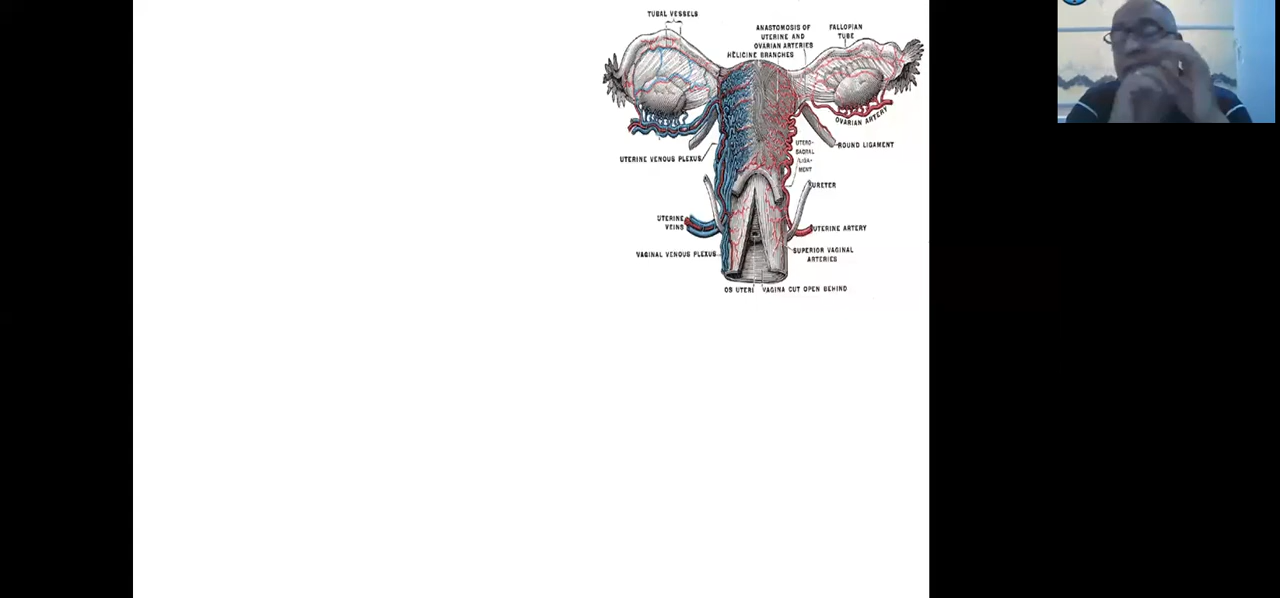 TUBAL VESSELS
ANASTOMOSIS OF
UTERINE AND
OVARIAN ARTERIES
HELICINE BRANCHES
FALLOPIAN
TUBE
OVARIAN ARTERY
ROUND LIGAMENT
UTERO-
SACRAL
LIGA-
MENT
UTERINE VENOUS PLEXUS
URETER
UTERINE
VEINS
UTERINE ARTERY
VAGINAL VENOUS PLEXUS
SUPERIOR VAGINAL
ARTERIES
OS UTERI
VAGINA CUT OPEN BEHIND